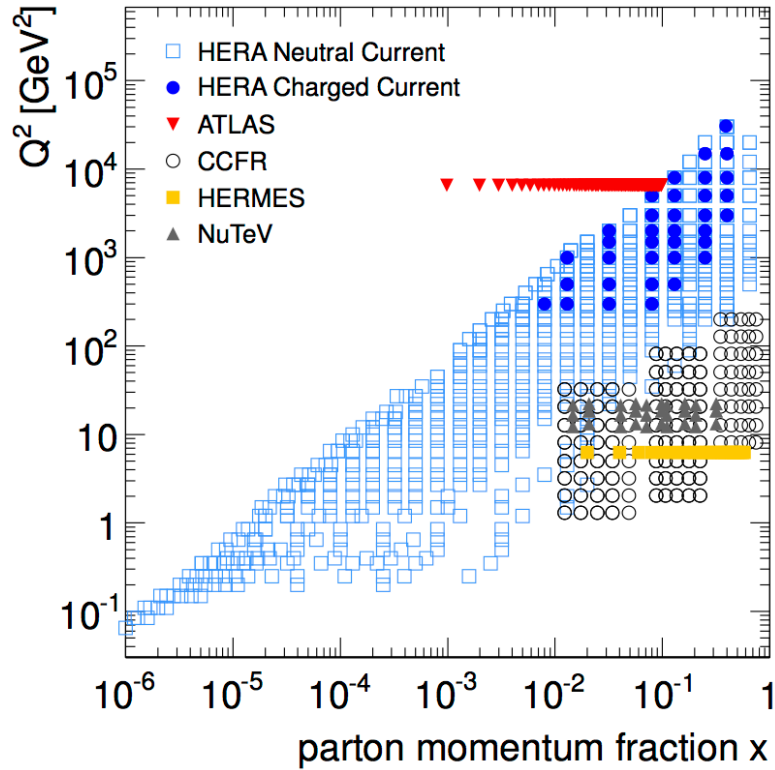 Q² [GeV²]
HERA Neutral Current
HERA Charged Current
ATLAS
CCFR
HERMES
NuTeV
10⁵
10⁴
10³
10²
10
1
10⁻¹
10⁻⁶ 10⁻⁵ 10⁻⁴ 10⁻³ 10⁻² 10⁻¹ 1
parton momentum fraction x